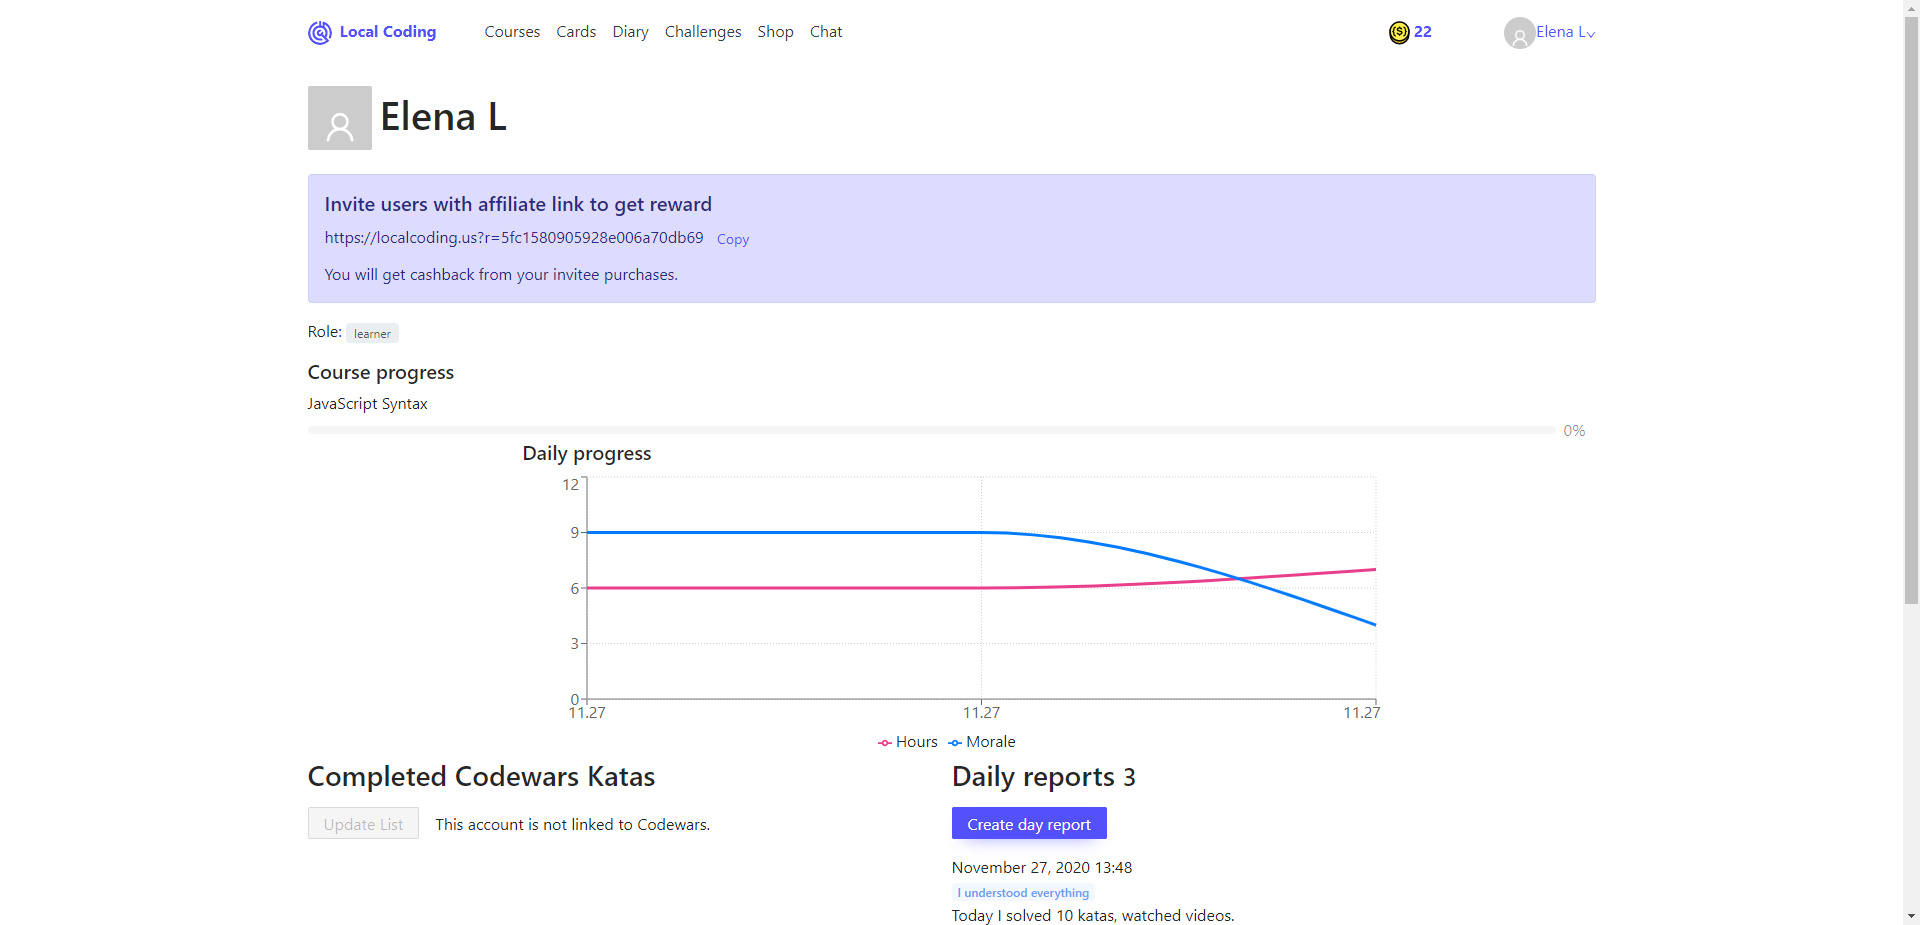 Local Coding Courses Cards Diary Challenges Shop Chat 22 Elena L
Elena L
Invite users with affiliate link to get reward
https://localcoding.us?r=5fc1580905928e006a70db69 Copy
You will get cashback from your invitee purchases.
Role: learner
Course progress
JavaScript Syntax
0%
Daily progress
12
9
6
3
0
11.27 11.27 11.27
Hours Morale
Completed Codewars Katas
Update List This account is not linked to Codewars.
Daily reports 3
Create day report
November 27, 2020 13:48
I understood everything
Today I solved 10 katas, watched videos.